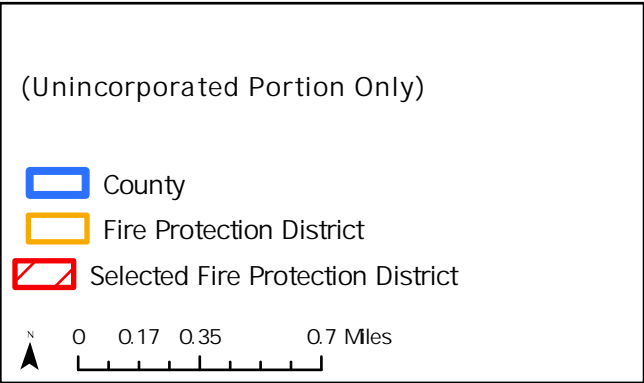 (Unincorporated Portion Only)
County
Fire Protection District
Selected Fire Protection District
N
0 0.17 0.35 0.7 Miles